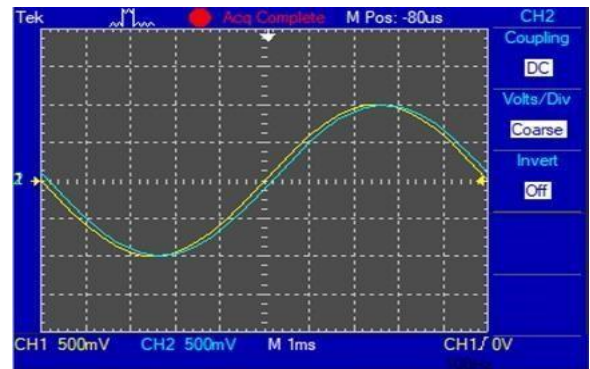 Tek Acq Complete M Pos: -80us CH2
Coupling
DC
Volts/Div
Coarse
Invert
Off
CH1 500mV CH2 500mV M 1ms CH1 0V